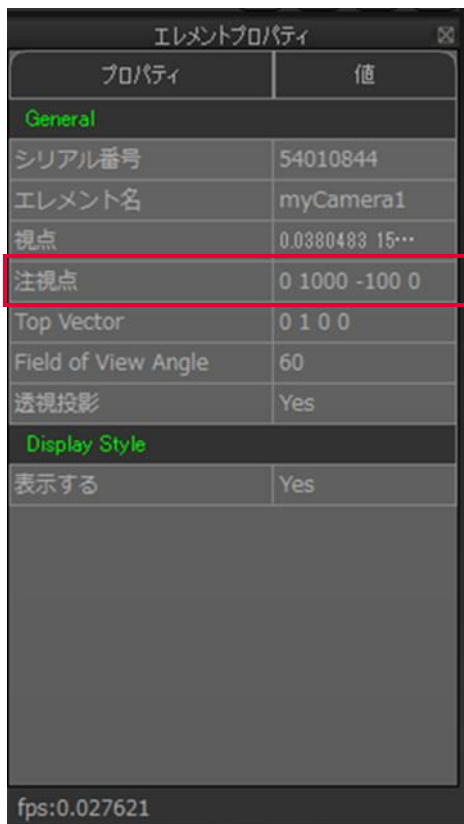 エレメントプロパティ
プロパティ 値
General
シリアル番号 54010844
エレメント名 myCamera1
視点 0.0380483 15…
注視点 0 1000 -100 0
Top Vector 0 1 0 0
Field of View Angle 60
透視投影 Yes
Display Style
表示する Yes
fps:0.027621